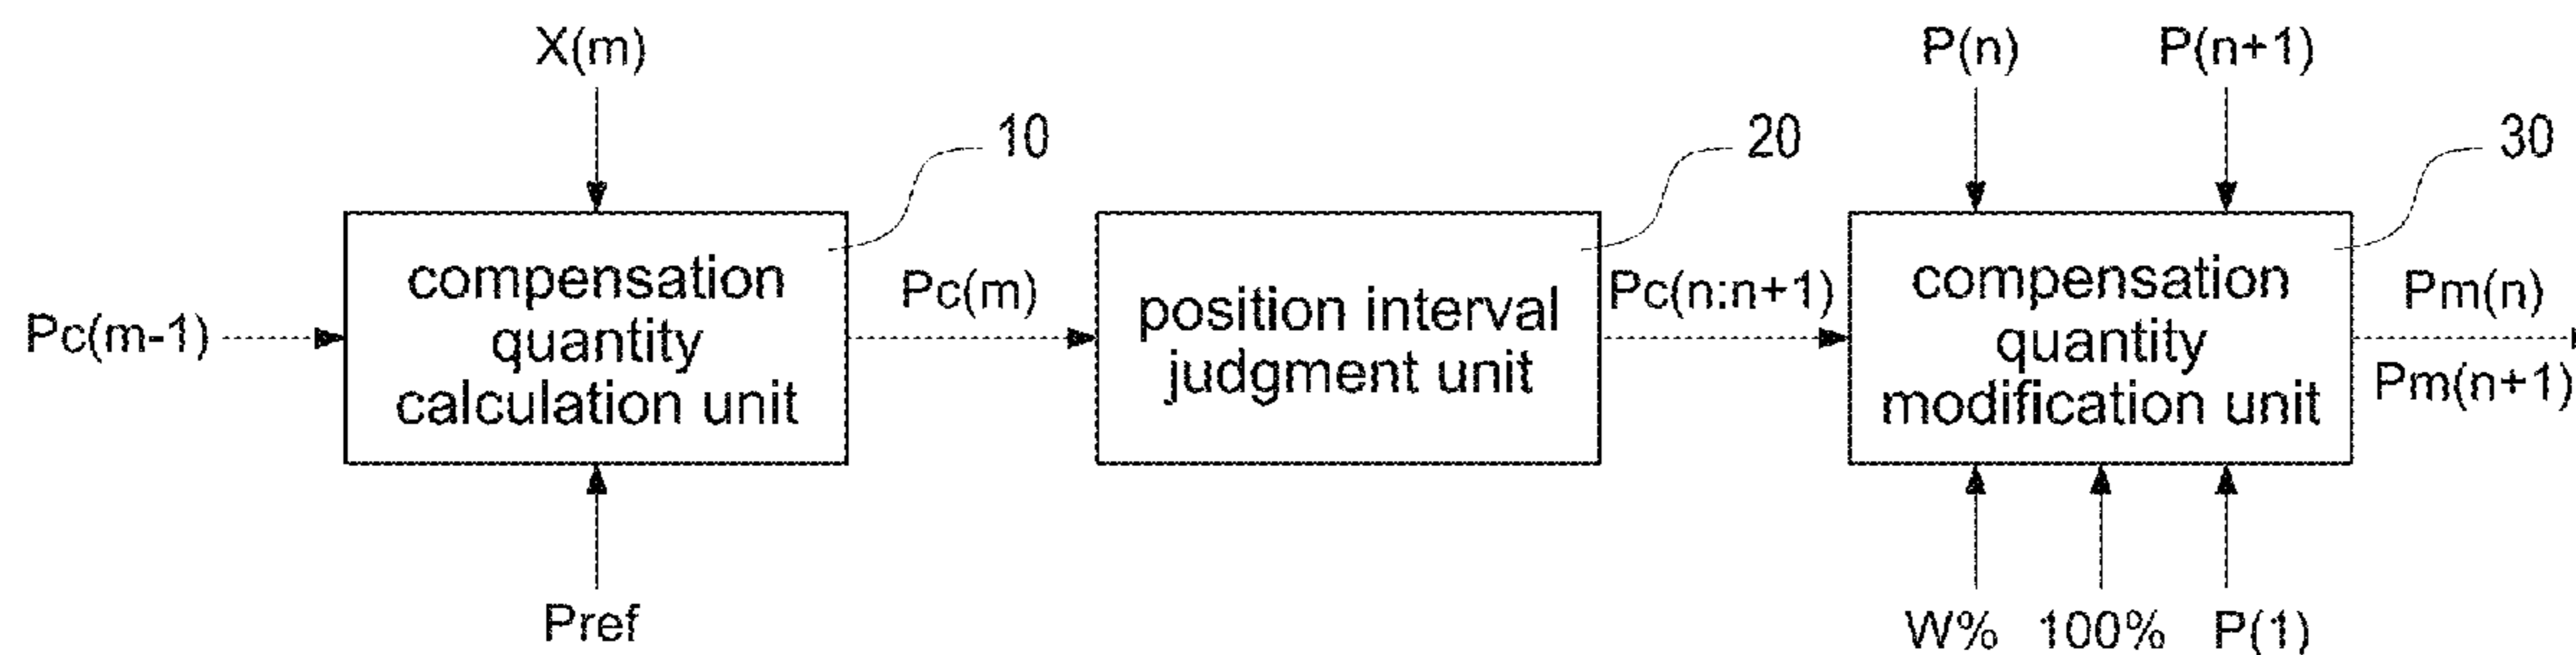 X(m)
P(n)
P(n+1)
10
20
30
Pc(m-1)
compensation
quantity
calculation unit
Pc(m)
position interval
judgment unit
Pc(n:n+1)
compensation
quantity
modification unit
Pm(n)
Pm(n+1)
Pref
W%
100%
P(1)